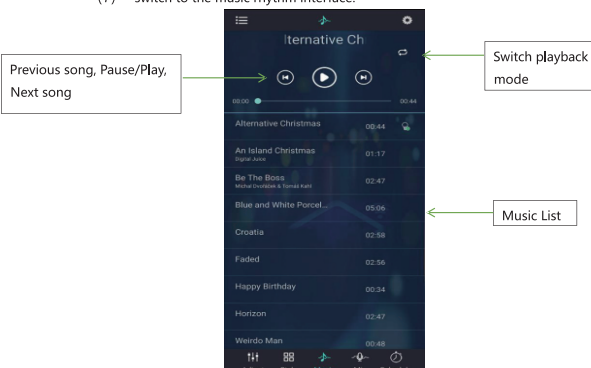 switch to the music rhythm interface.
lternative Ch
Switch playback
mode
Previous song, Pause/Play,
Next song
00:00
00:44
Alternative Christmas
00:44
An Island Christmas
Digital Juice
01:17
Be The Boss
Michal Dvořáček & Tomáš Kehl
02:47
Blue and White Porcel...
05:06
Music List
Croatia
02:58
Faded
02:56
Happy Birthday
00:34
Horizon
02:47
Weirdo Man
00:48